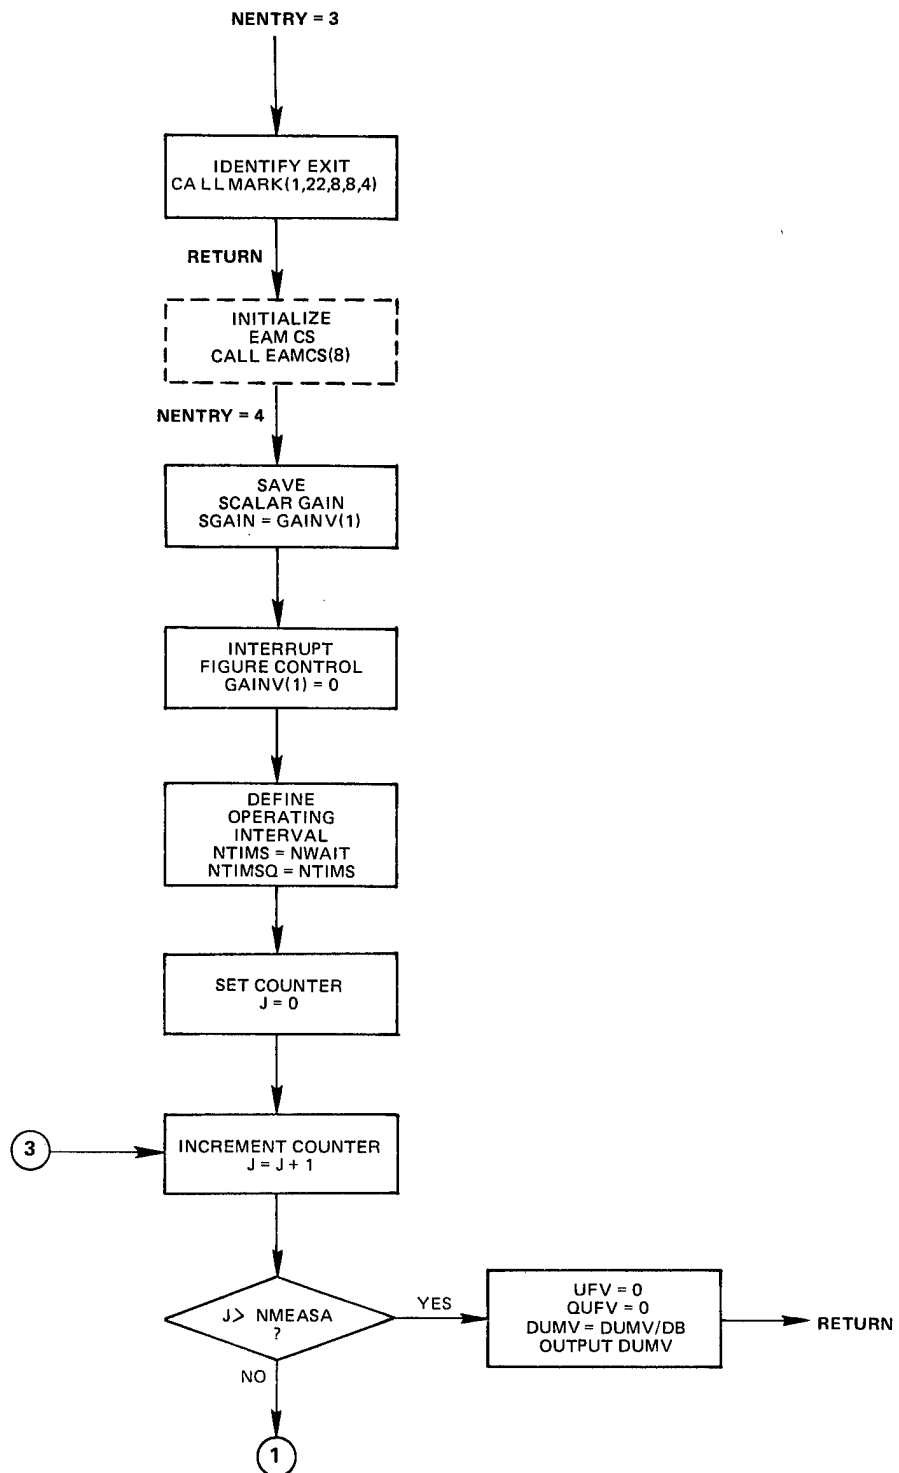 NENTRY = 3
IDENTIFY EXIT
CALL MARK(1,22,8,8,4)
RETURN
INITIALIZE
EAM CS
CALL EAMCS(8)
NENTRY = 4
SAVE
SCALAR GAIN
SGAIN = GAINV(1)
INTERRUPT
FIGURE CONTROL
GAINV(1) = 0
DEFINE
OPERATING
INTERVAL
NTIMS = NWAIT
NTIMSQ = NTIMS
SET COUNTER
J = 0
3
INCREMENT COUNTER
J = J + 1
J > NMEASA
?
YES
UFV = 0
QUFV = 0
DUMV = DUMV/DB
OUTPUT DUMV
RETURN
NO
1